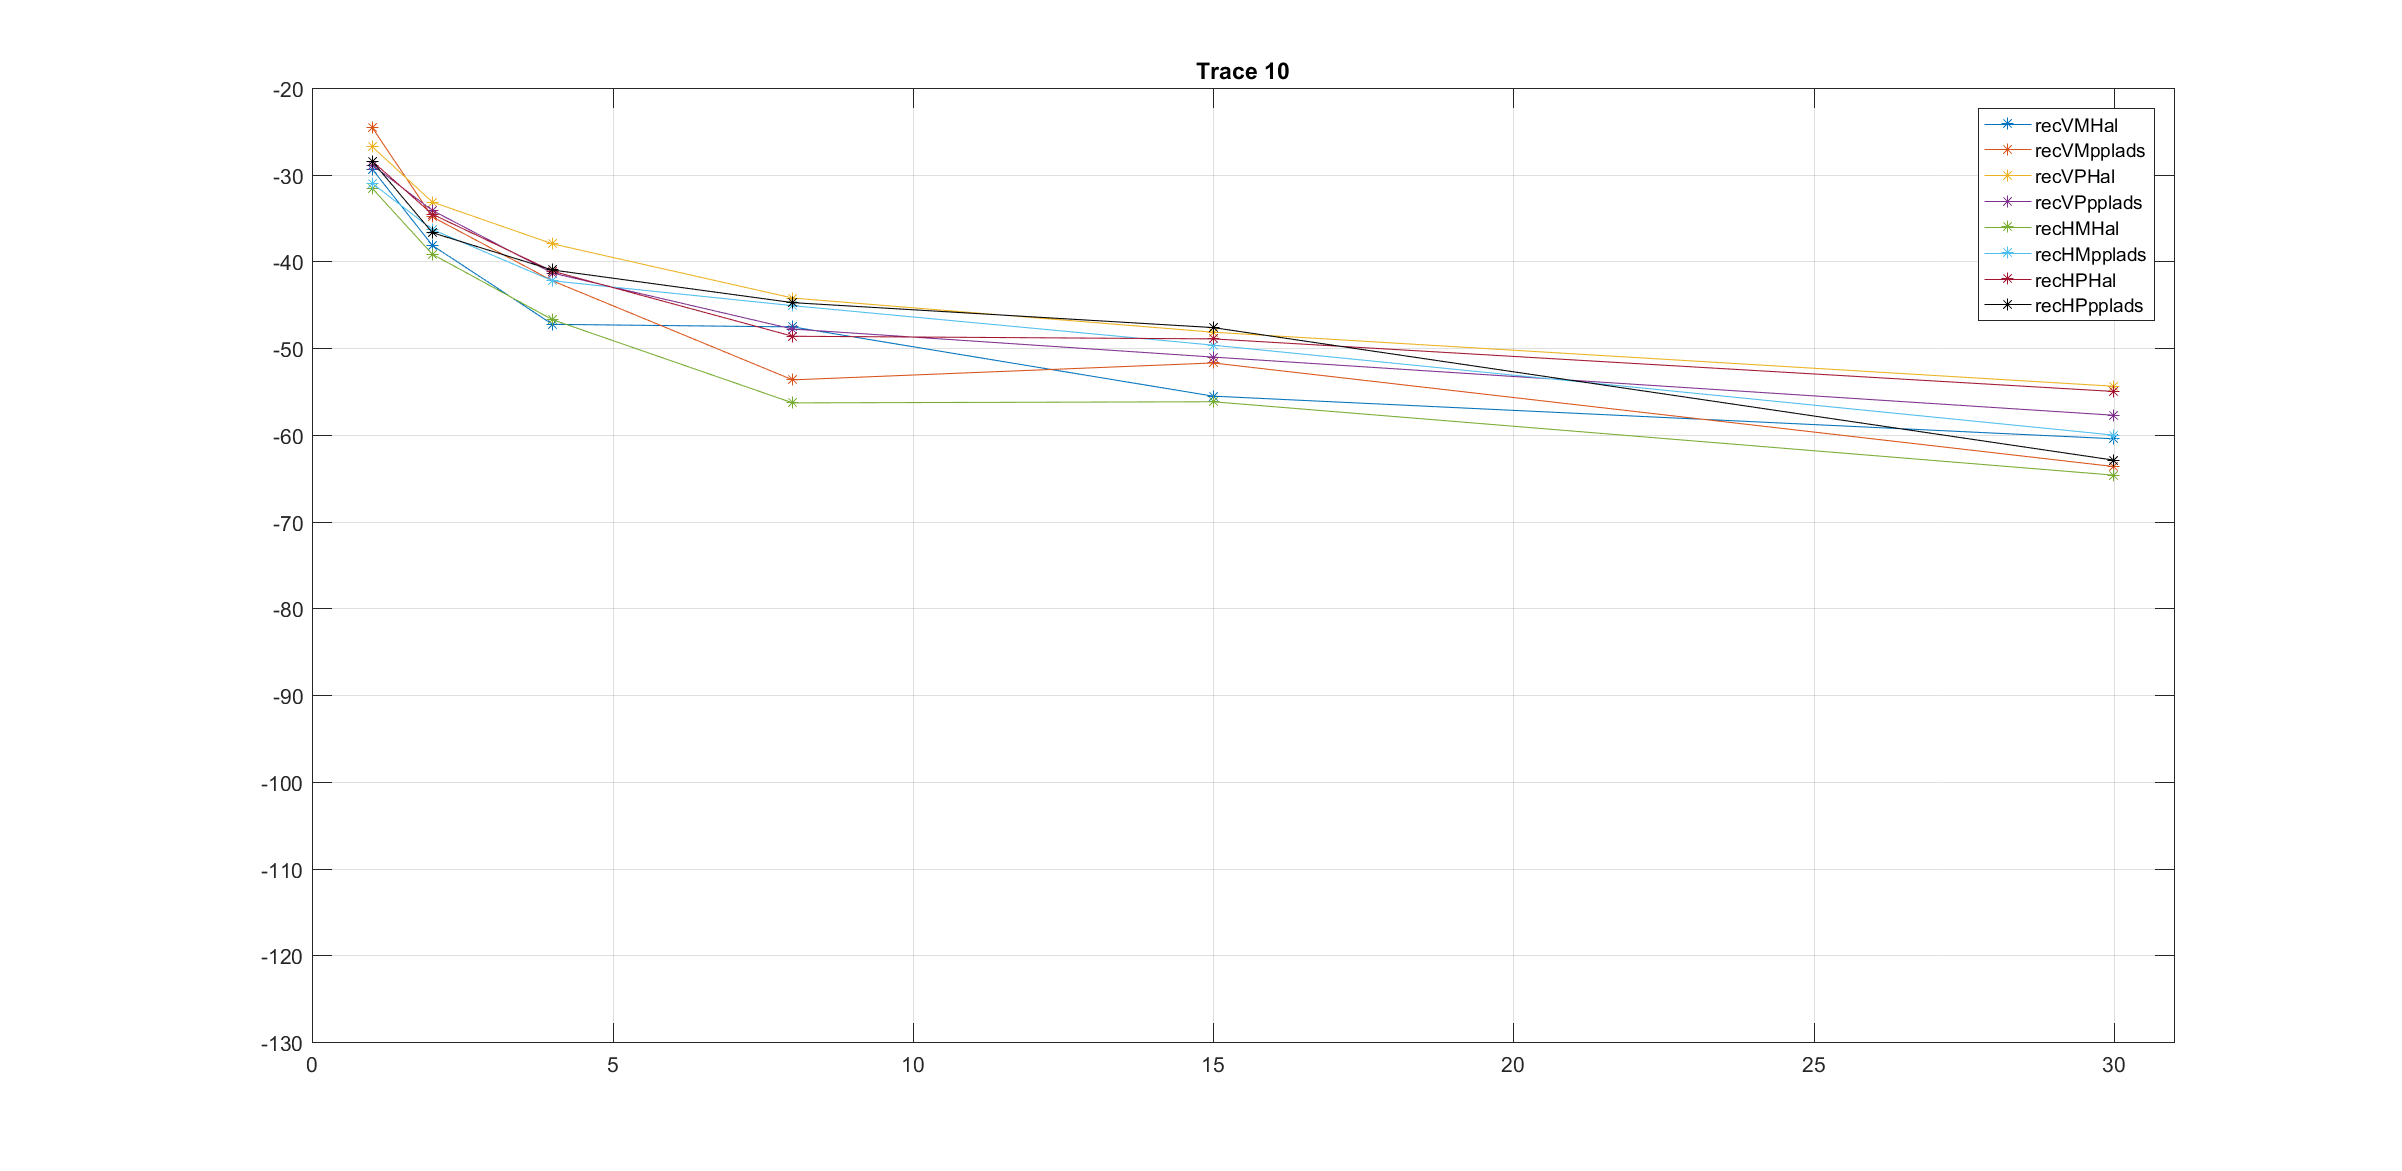 Trace 10
-20
-30
-40
-50
-60
-70
-80
-90
-100
-110
-120
-130
0 5 10 15 20 25 30
recVMHal
recVMpplads
recVPHal
recVPpplads
recHMHal
recHMpplads
recHPHal
recHPpplads